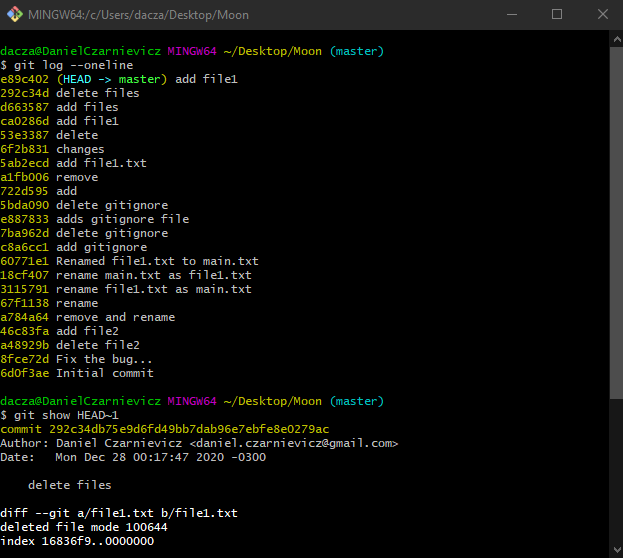 MINGW64:/c/Users/dacza/Desktop/Moon
dacza@DanielCzarnievicz MINGW64 ~/Desktop/Moon (master)
$ git log --oneline
e89c402 (HEAD -> master) add file1
292c34d delete files
d663587 add files
ca0286d add file1
53e3387 delete
6f2b831 changes
5ab2ecd add file1.txt
a1fb006 remove
722d595 add
5bda090 delete gitignore
e887833 adds gitignore file
7ba962d delete gitignore
c8a6cc1 add gitignore
60771e1 Renamed file1.txt to main.txt
18cf407 rename main.txt as file1.txt
3115791 rename file1.txt as main.txt
67f1138 rename
a784a64 remove and rename
46c83fa add file2
a48929b delete file2
8fce72d Fix the bug...
6d0f3ae Initial commit
dacza@DanielCzarnievicz MINGW64 ~/Desktop/Moon (master)
$ git show HEAD~1
commit 292c34db75e9d6fd49bb7dab96e7ebfe8e0279ac
Author: Daniel Czarnievicz <daniel.czarnievicz@gmail.com>
Date:   Mon Dec 28 00:17:47 2020 -0300
delete files
diff --git a/file1.txt b/file1.txt
deleted file mode 100644
index 16836f9..0000000